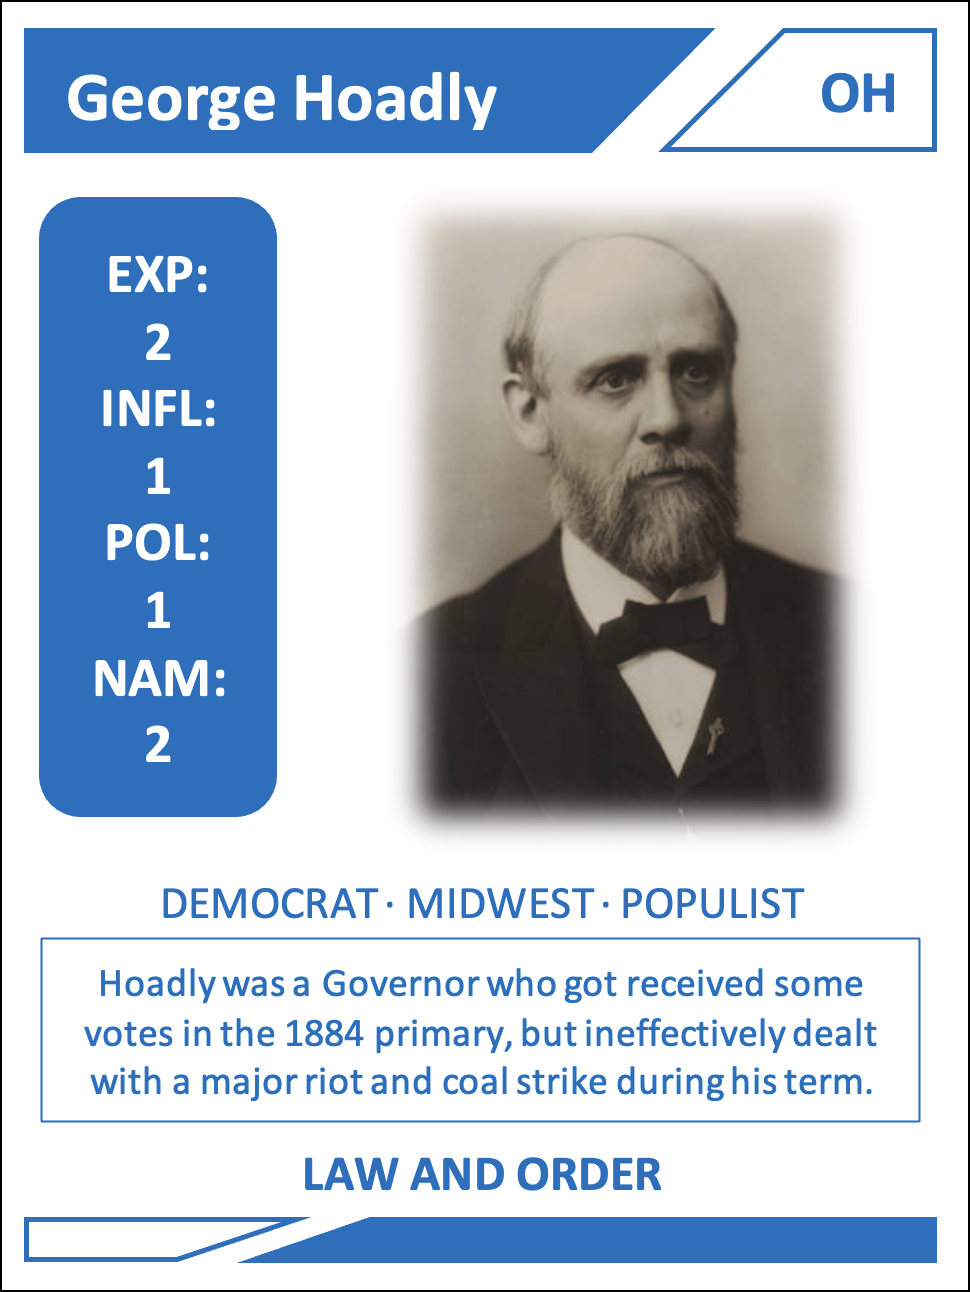 George Hoadly
OH
EXP:
2
INFL:
1
POL:
1
NAM:
2
DEMOCRAT · MIDWEST · POPULIST
Hoadly was a Governor who got received some
votes in the 1884 primary, but ineffectively dealt
with a major riot and coal strike during his term.
LAW AND ORDER